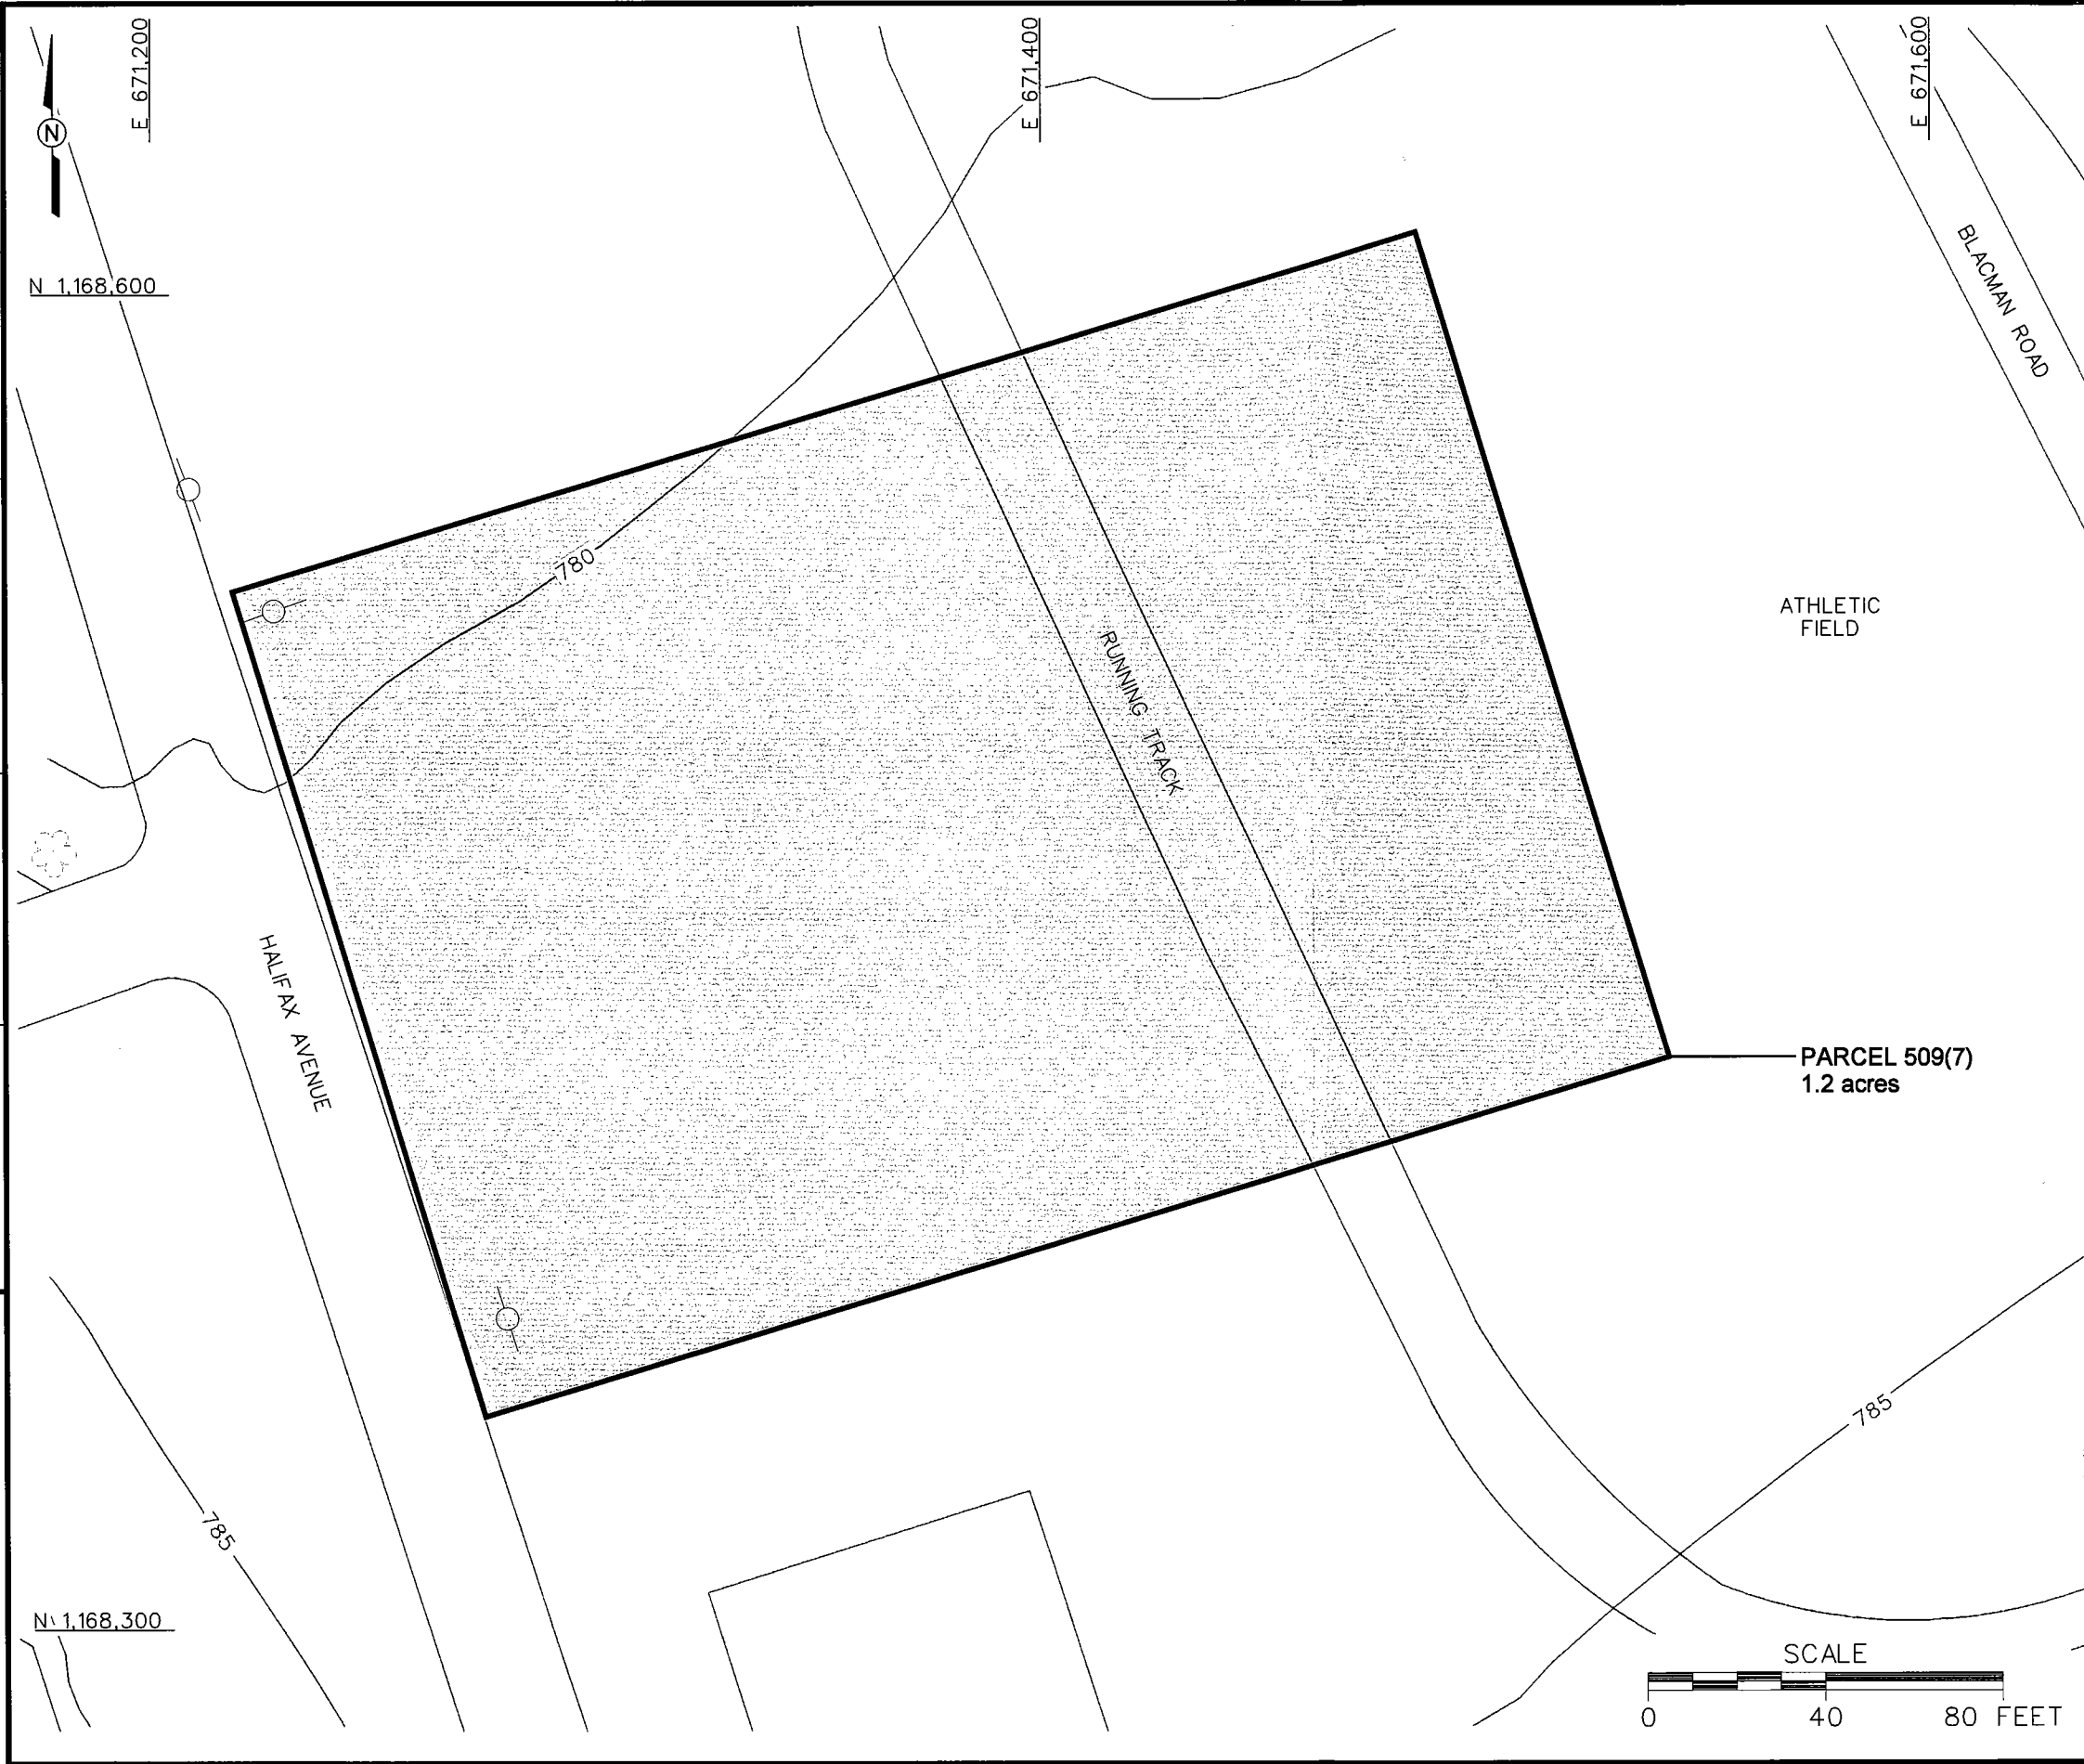 E 671,200
E 671,400
E 671,600
N
N 1,168,600
BLACMAN ROAD
780
ATHLETIC
FIELD
RUNNING TRACK
HALIFAX AVENUE
PARCEL 509(7)
1.2 acres
785
785
N 1,168,300
SCALE
0 40 80 FEET